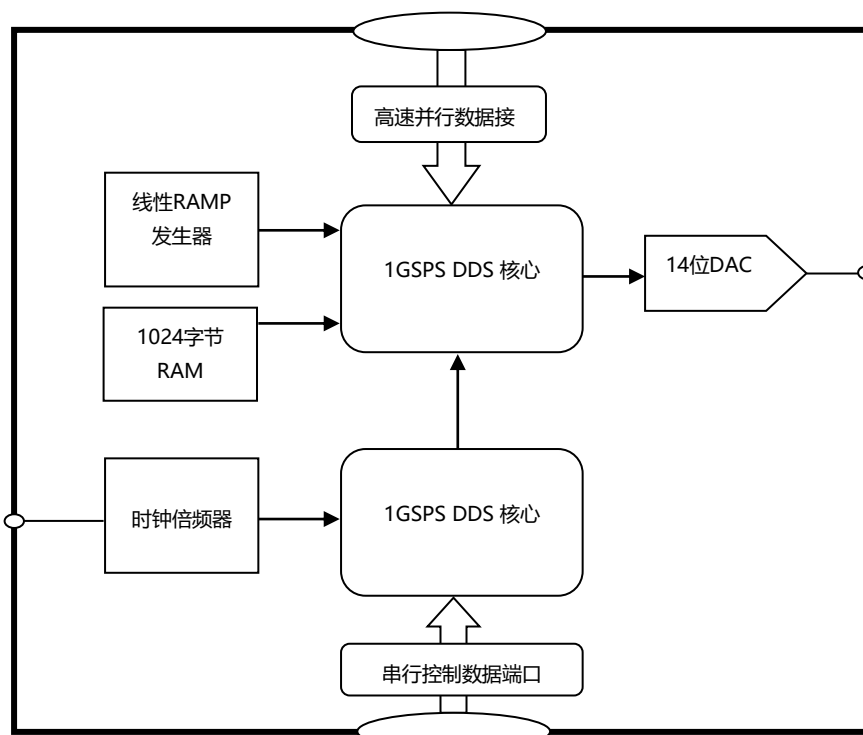 高速并行数据接
线性RAMP
发生器
1GSPS DDS 核心
14位DAC
1024字节
RAM
时钟倍频器
1GSPS DDS 核心
串行控制数据端口